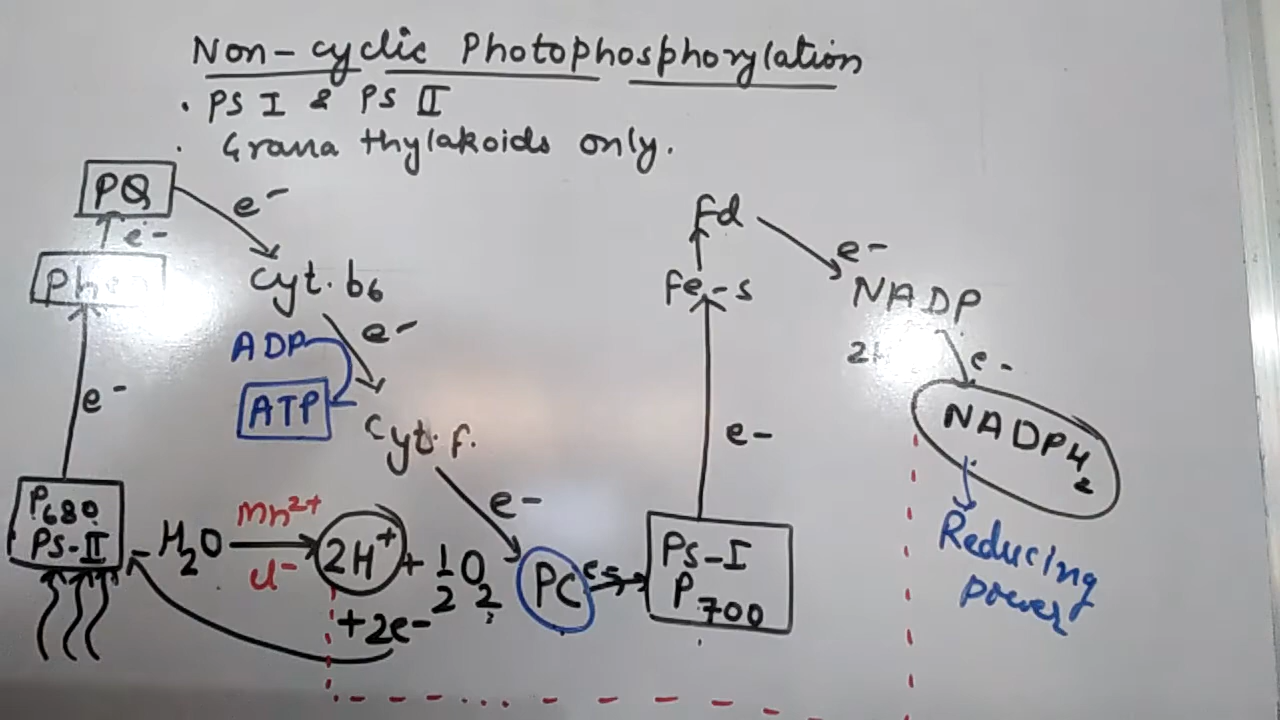 Non-cyclic Photophosphorylation
· PS I & PS II
· Grana thylakoids only.
PQ
e-
e-
Cyt. b6
e-
ADP
ATP
Cyt. f.
e-
e-
P680
PS-II
H2O
Mn2+
2H+ + 1/2 O2
+2e-
PC
PS-I
P700
e-
Fe-s
Fd
e-
NADP
e-
NADPH2
Reducing
power